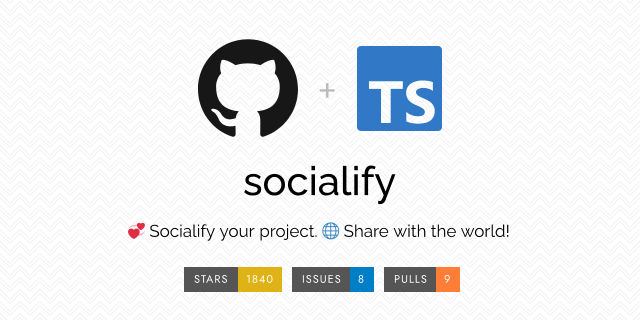 +
TS
socialify
💞 Socialify your project. 🌐 Share with the world!
STARS 1840 ISSUES 8 PULLS 9